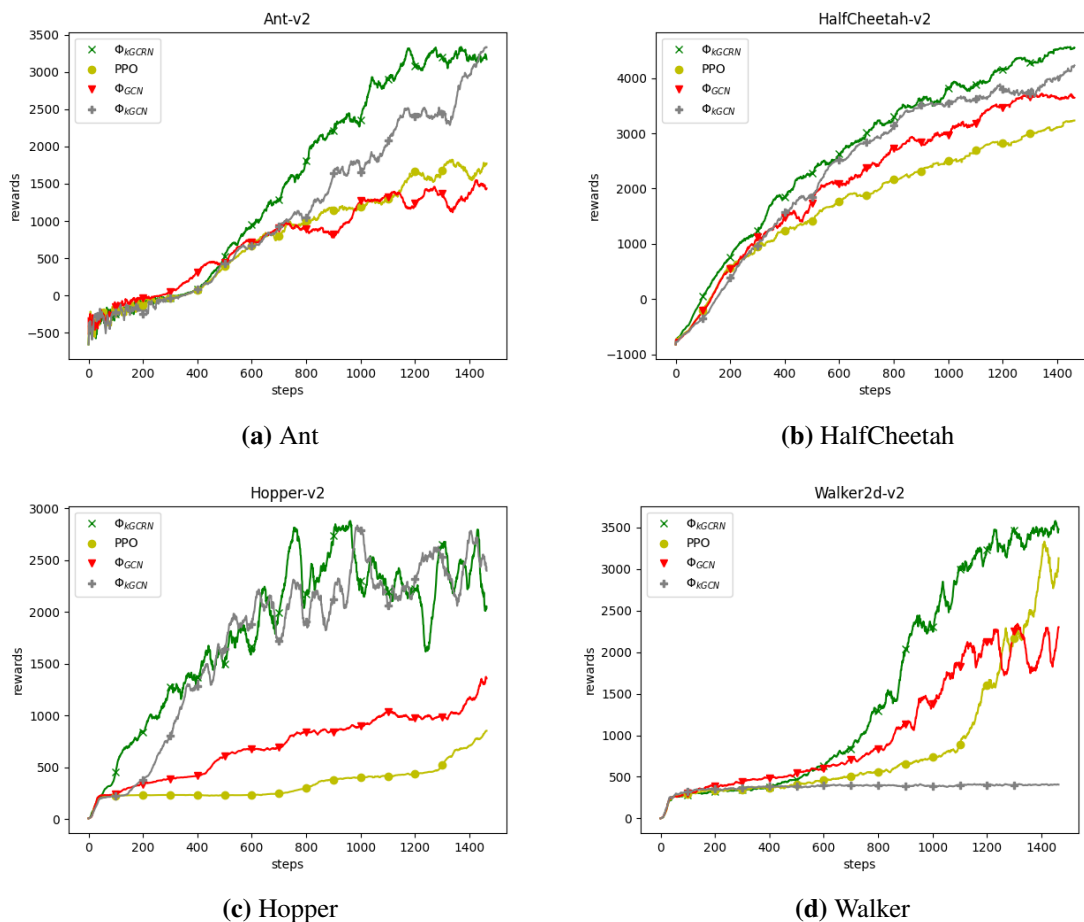 Ant-v2
Φ_kGCRN
PPO
Φ_GCN
Φ_kGCN
3500
3000
2500
2000
1500
1000
500
0
−500
rewards
0 200 400 600 800 1000 1200 1400
steps
(a) Ant
HalfCheetah-v2
Φ_kGCRN
PPO
Φ_GCN
Φ_kGCN
4000
3000
2000
1000
0
−1000
rewards
0 200 400 600 800 1000 1200 1400
steps
(b) HalfCheetah
Hopper-v2
Φ_kGCRN
PPO
Φ_GCN
Φ_kGCN
3000
2500
2000
1500
1000
500
0
rewards
0 200 400 600 800 1000 1200 1400
steps
(c) Hopper
Walker2d-v2
Φ_kGCRN
PPO
Φ_GCN
Φ_kGCN
3500
3000
2500
2000
1500
1000
500
0
rewards
0 200 400 600 800 1000 1200 1400
steps
(d) Walker